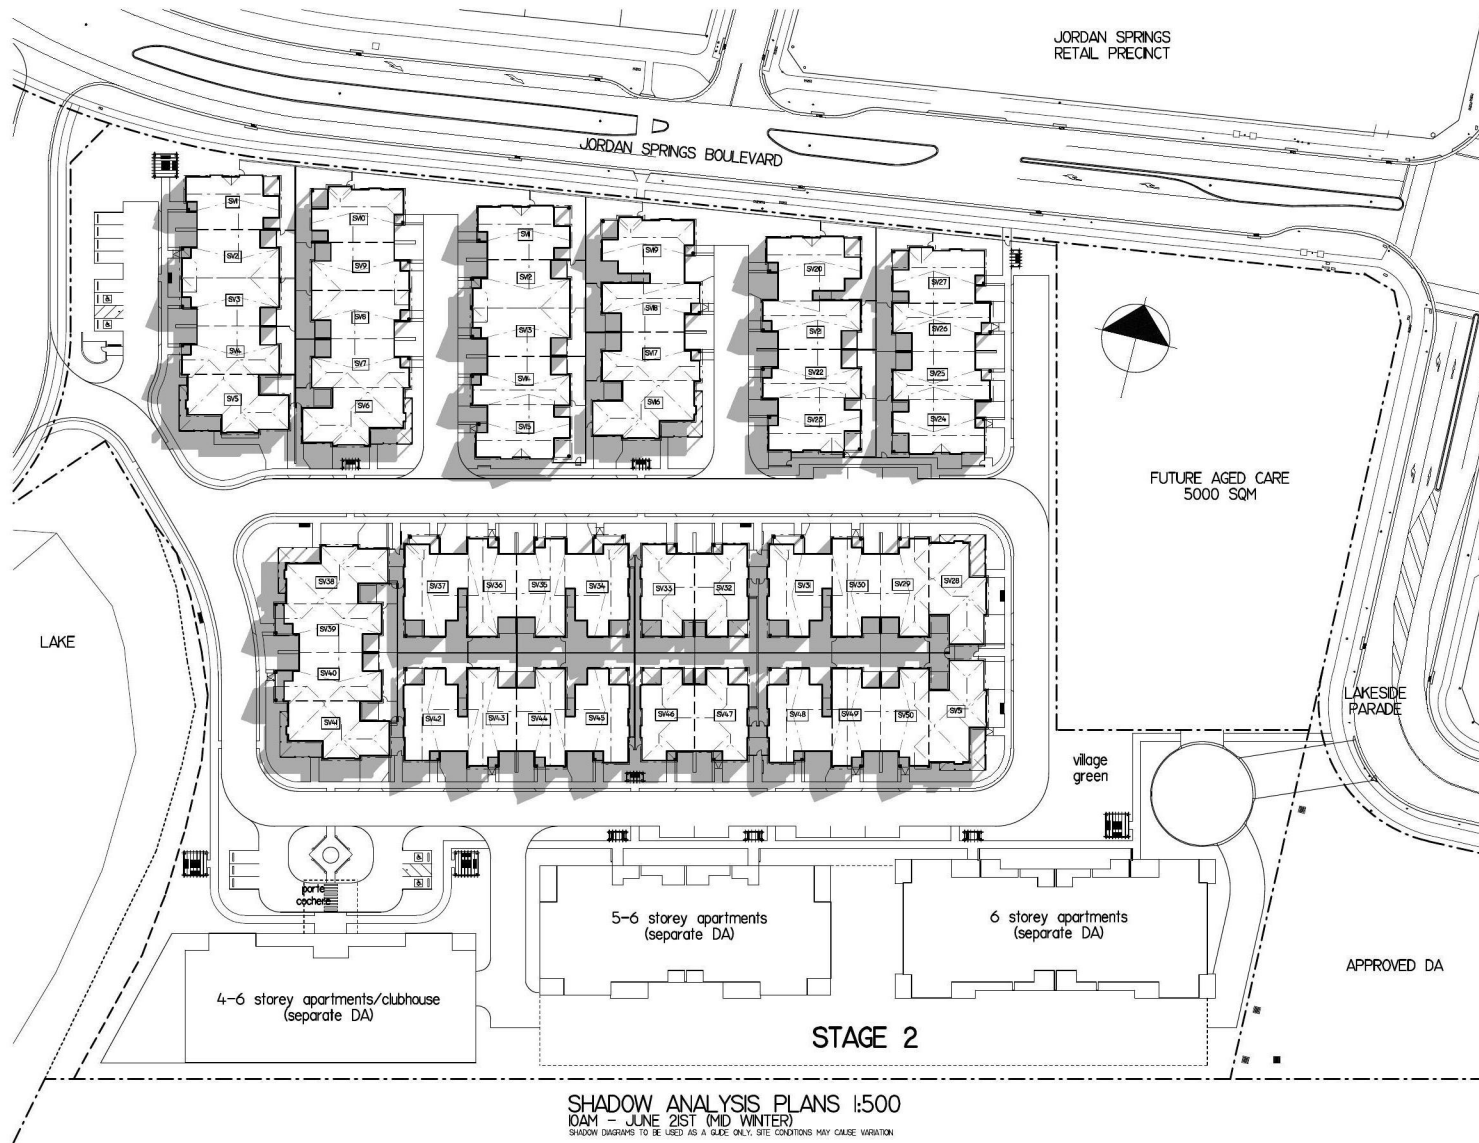 JORDAN SPRINGS
RETAIL PRECINCT
JORDAN SPRINGS BOULEVARD
SV1
SV10
SV2
SV9
SV3
SV8
SV4
SV7
SV5
SV6
SV11
SV19
SV12
SV18
SV13
SV17
SV14
SV16
SV15
SV20
SV27
SV21
SV26
SV22
SV25
SV23
SV24
FUTURE AGED CARE
5000 SQM
SV38
SV37
SV36
SV35
SV34
SV33
SV32
SV31
SV30
SV29
SV28
SV39
SV40
SV41
SV42
SV43
SV44
SV45
SV46
SV47
SV48
SV49
SV50
SV51
LAKE
LAKESIDE
PARADE
village
green
porte
cochere
5-6 storey apartments
(separate DA)
6 storey apartments
(separate DA)
4-6 storey apartments/clubhouse
(separate DA)
APPROVED DA
STAGE 2
SHADOW ANALYSIS PLANS 1:500
10AM - JUNE 21ST (MID WINTER)
SHADOW DIAGRAMS TO BE USED AS A GUIDE ONLY. SITE CONDITIONS MAY CAUSE VARIATION